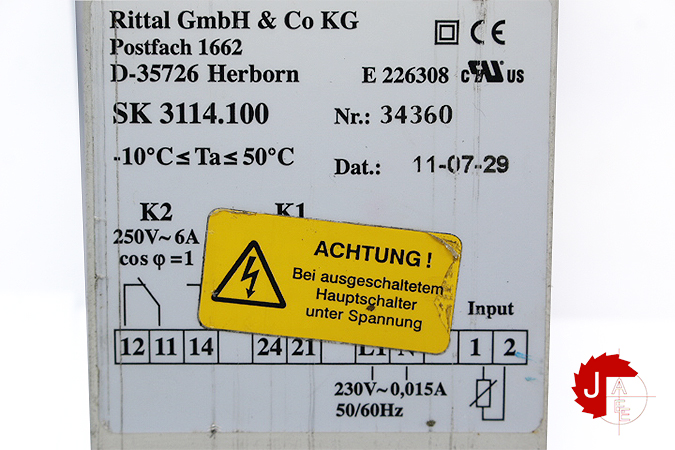 Rittal GmbH & Co KG
Postfach 1662
D-35726 Herborn
E 226308 c US
SK 3114.100
Nr.: 34360
-10°C ≤ Ta ≤ 50°C
Dat.: 11-07-29
K2
K1
250V~ 6A
cos φ = 1
ACHTUNG !
Bei ausgeschaltetem
Hauptschalter
unter Spannung
Input
12 11 14 24 21 L1 N 1 2
230V~ 0,015A
50/60Hz
J
A
E
E